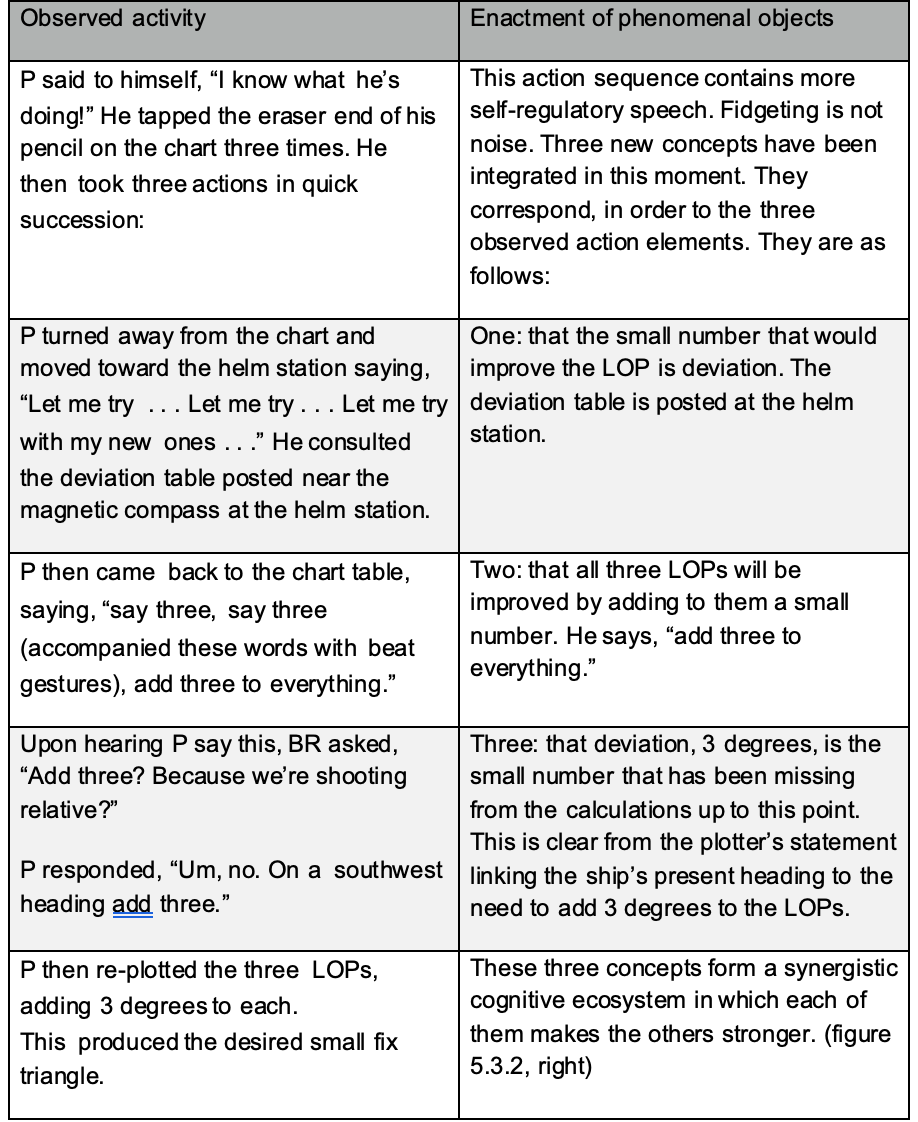 Observed activity
Enactment of phenomenal objects
P said to himself, “I know what he’s
doing!” He tapped the eraser end of his
pencil on the chart three times. He
then took three actions in quick
succession:
This action sequence contains more
self-regulatory speech. Fidgeting is not
noise. Three new concepts have been
integrated in this moment. They
correspond, in order to the three
observed action elements. They are as
follows:
P turned away from the chart and
moved toward the helm station saying,
“Let me try . . . Let me try . . . Let me try
with my new ones . . .” He consulted
the deviation table posted near the
magnetic compass at the helm station.
One: that the small number that would
improve the LOP is deviation. The
deviation table is posted at the helm
station.
P then came back to the chart table,
saying, “say three, say three
(accompanied these words with beat
gestures), add three to everything.”
Two: that all three LOPs will be
improved by adding to them a small
number. He says, “add three to
everything.”
Upon hearing P say this, BR asked,
“Add three? Because we’re shooting
relative?”
P responded, “Um, no. On a southwest
heading add three.”
Three: that deviation, 3 degrees, is the
small number that has been missing
from the calculations up to this point.
This is clear from the plotter’s statement
linking the ship’s present heading to the
need to add 3 degrees to the LOPs.
P then re-plotted the three LOPs,
adding 3 degrees to each.
This produced the desired small fix
triangle.
These three concepts form a synergistic
cognitive ecosystem in which each of
them makes the others stronger. (figure
5.3.2, right)